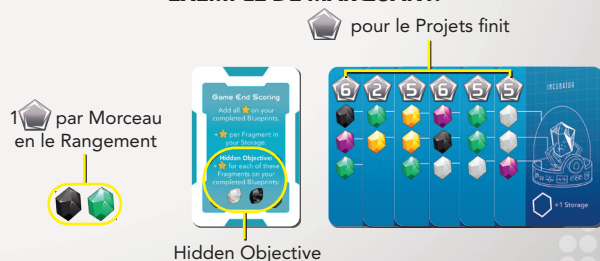 pour le Projets finit
1 par Morceau
en le Rangement
Game End Scoring
Add all on your
completed Blueprints.
+ per Fragment in
your Storage.
Hidden Objective:
+ for each of these
Fragments on your
completed Blueprints:
6 2 5 6 5 5
INCUBATOR
+1 Storage
Hidden Objective